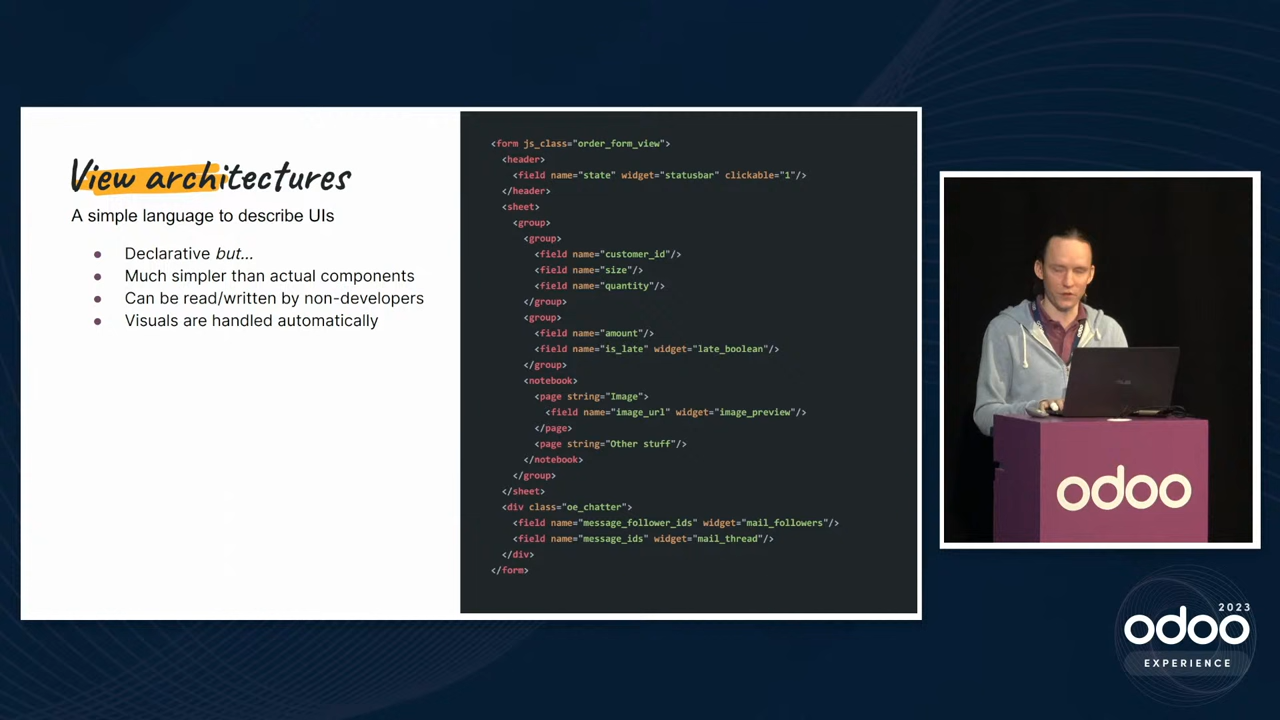 View architectures
A simple language to describe UIs
● Declarative but...
● Much simpler than actual components
● Can be read/written by non-developers
● Visuals are handled automatically
<form js_class="order_form_view">
<header>
<field name="state" widget="statusbar" clickable="1"/>
</header>
<sheet>
<group>
<group>
<field name="customer_id"/>
<field name="size"/>
<field name="quantity"/>
</group>
<group>
<field name="amount"/>
<field name="is_late" widget="late_boolean"/>
</group>
<notebook>
<page string="Image">
<field name="image_url" widget="image_preview"/>
</page>
<page string="Other stuff"/>
</notebook>
</group>
</sheet>
<div class="oe_chatter">
<field name="message_follower_ids" widget="mail_followers"/>
<field name="message_ids" widget="mail_thread"/>
</div>
</form>
odoo
2023
odoo
EXPERIENCE